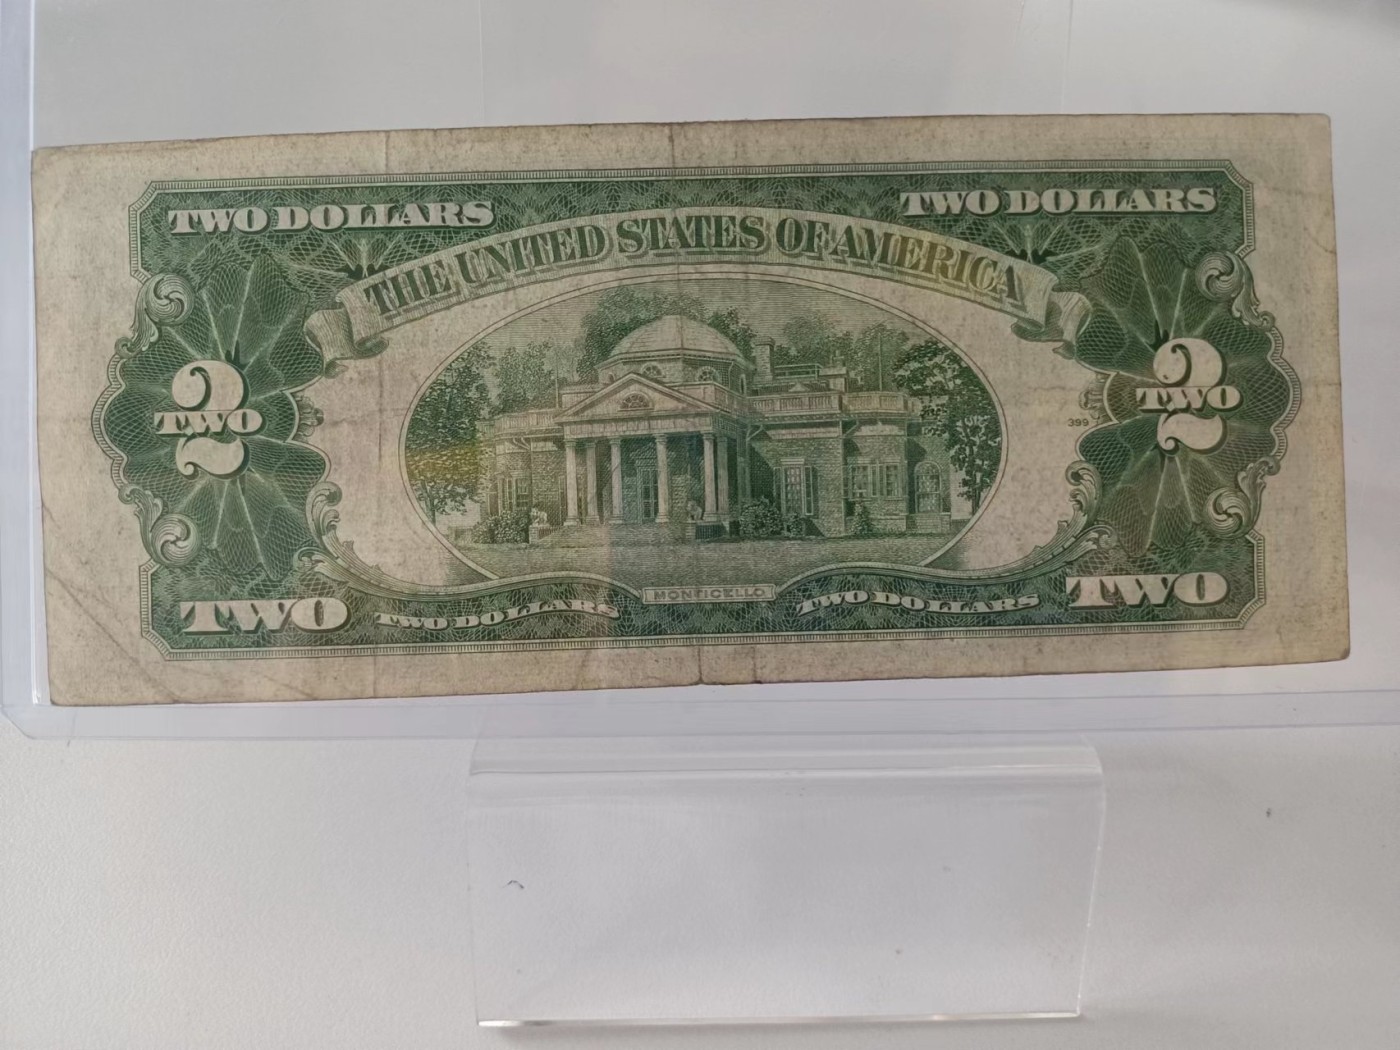 TWO DOLLARS
TWO DOLLARS
THE UNITED STATES OF AMERICA
2
TWO
2
TWO
399
MONTICELLO
TWO
TWO DOLLARS
TWO DOLLARS
TWO